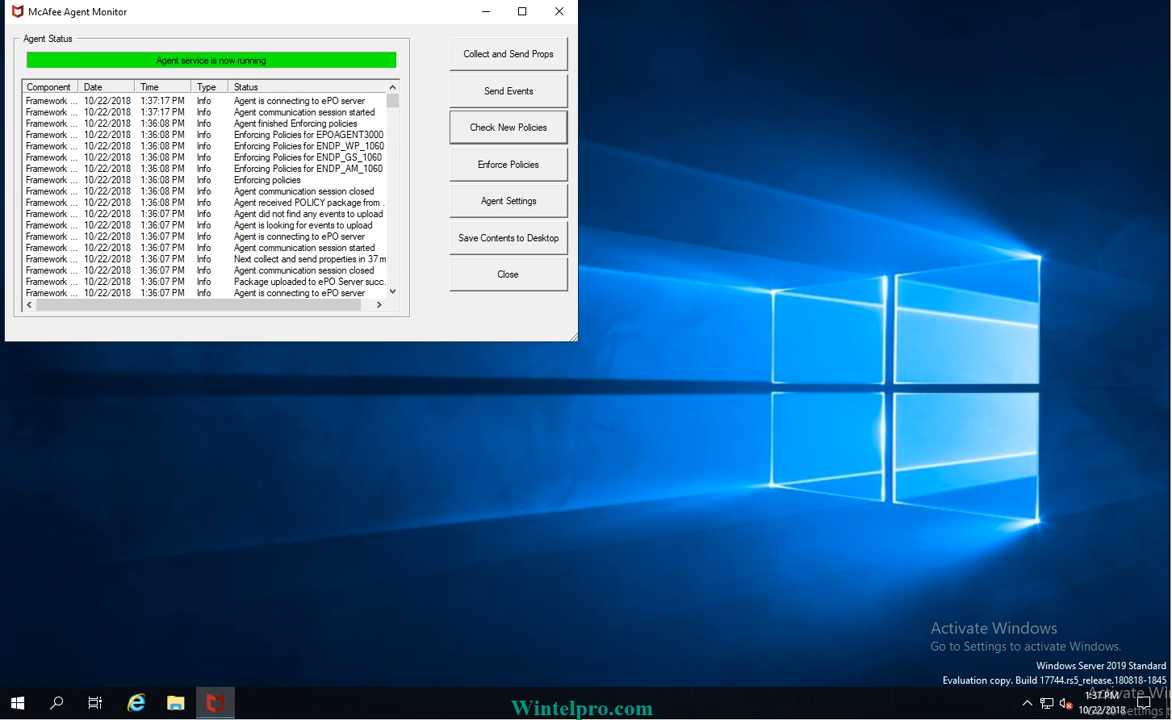 McAfee Agent Monitor
Agent Status
Agent service is now running
Component Date Time Type Status
Framework ... 10/22/2018 1:37:17 PM Info Agent is connecting to ePO server
Framework ... 10/22/2018 1:37:17 PM Info Agent communication session started
Framework ... 10/22/2018 1:36:08 PM Info Agent finished Enforcing policies
Framework ... 10/22/2018 1:36:08 PM Info Enforcing Policies for EPOAGENT3000
Framework ... 10/22/2018 1:36:08 PM Info Enforcing Policies for ENDP_WP_1060
Framework ... 10/22/2018 1:36:08 PM Info Enforcing Policies for ENDP_GS_1060
Framework ... 10/22/2018 1:36:08 PM Info Enforcing Policies for ENDP_AM_1060
Framework ... 10/22/2018 1:36:08 PM Info Enforcing policies
Framework ... 10/22/2018 1:36:08 PM Info Agent communication session closed
Framework ... 10/22/2018 1:36:08 PM Info Agent received POLICY package from .
Framework ... 10/22/2018 1:36:07 PM Info Agent did not find any events to upload
Framework ... 10/22/2018 1:36:07 PM Info Agent is looking for events to upload
Framework ... 10/22/2018 1:36:07 PM Info Agent is connecting to ePO server
Framework ... 10/22/2018 1:36:07 PM Info Agent communication session started
Framework ... 10/22/2018 1:36:07 PM Info Next collect and send properties in 37 m
Framework ... 10/22/2018 1:36:07 PM Info Agent communication session closed
Framework ... 10/22/2018 1:36:07 PM Info Package uploaded to ePO Server succ...
Framework ... 10/22/2018 1:36:07 PM Info Agent is connecting to ePO server
Collect and Send Props
Send Events
Check New Policies
Enforce Policies
Agent Settings
Save Contents to Desktop
Close
Activate Windows
Go to Settings to activate Windows.
Windows Server 2019 Standard
Evaluation copy. Build 17744.rs5_release.180818-1845
Activate Wi
1:37 PM
10/22/2018
Wintelpro.com